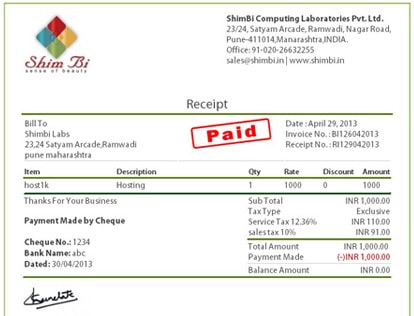 Shim Bi
sense of beauty
ShimBi Computing Laboratories Pvt. Ltd.
23/24, Satyam Arcade, Ramwadi, Nagar Road,
Pune-411014,Manarashtra,INDIA.
Office: 91-020-26632255
sales@shimbi.in | www.shimbi.in
Receipt
Bill To
Shimbi Labs
23,24 Satyam Arcade,Ramwadi
pune maharashtra
Paid
Date : April 29, 2013
Invoice No. : BI126042013
Receipt No. : RI129042013
Item Description Qty Rate Discount Amount
host1k Hosting 1 1000 0 1000
Thanks For Your Business
Payment Made by Cheque
Cheque No.: 1234
Bank Name: abc
Dated: 30/04/2013
Sub Total INR 1,000.00
Tax Type Exclusive
Service Tax 12.36% INR 110.00
sales tax 10% INR 91.00
Total Amount INR 1,000.00
Payment Made (-)INR 1,000.00
Balance Amount INR 0.00